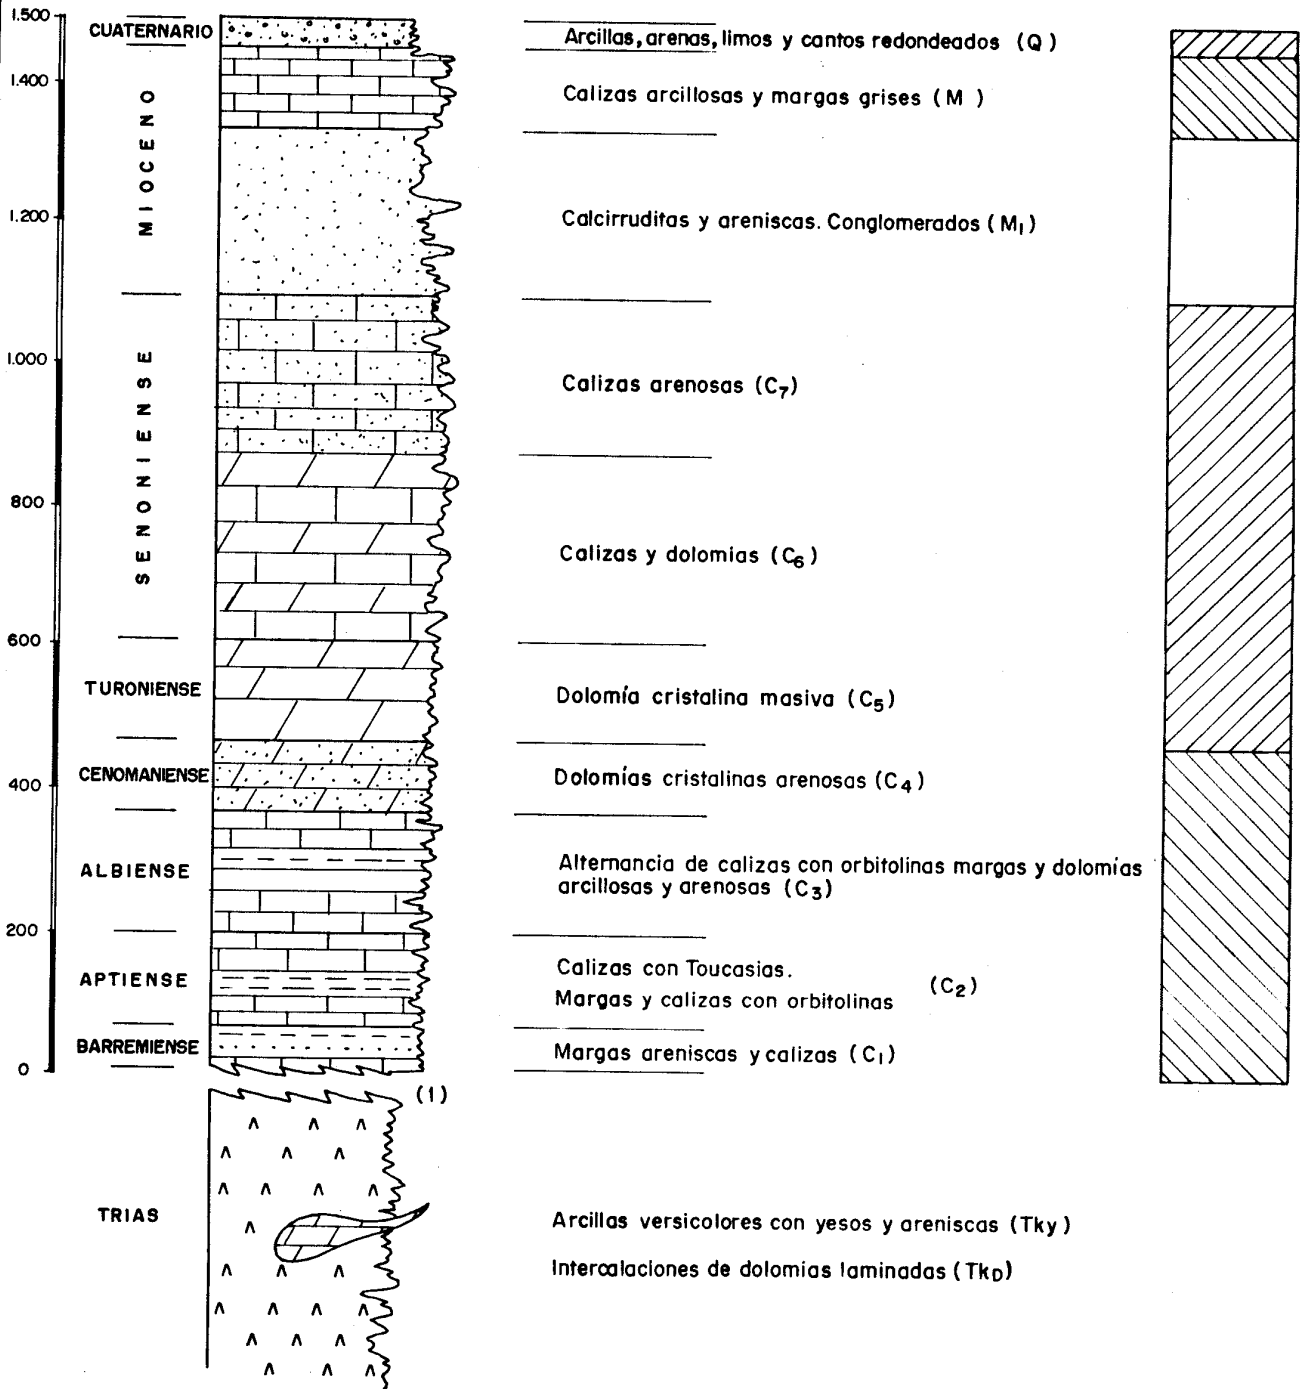 1.500
CUATERNARIO
Arcillas, arenas, limos y cantos redondeados (Q)
1.400
MIOCENO
Calizas arcillosas y margas grises (M )
1.200
Calcirruditas y areniscas. Conglomerados (M1)
1.000
SENONIENSE
Calizas arenosas (C7)
800
Calizas y dolomias (C6)
600
TURONIENSE
Dolomía cristalina masiva (C5)
CENOMANIENSE
Dolomías cristalinas arenosas (C4)
400
ALBIENSE
Alternancia de calizas con orbitolinas margas y dolomías
arcillosas y arenosas (C3)
200
APTIENSE
Calizas con Toucasias.
Margas y calizas con orbitolinas
(C2)
BARREMIENSE
Margas areniscas y calizas (C1)
0
(1)
TRIAS
Arcillas versicolores con yesos y areniscas (Tky)
Intercalaciones de dolomias laminadas (TkD)